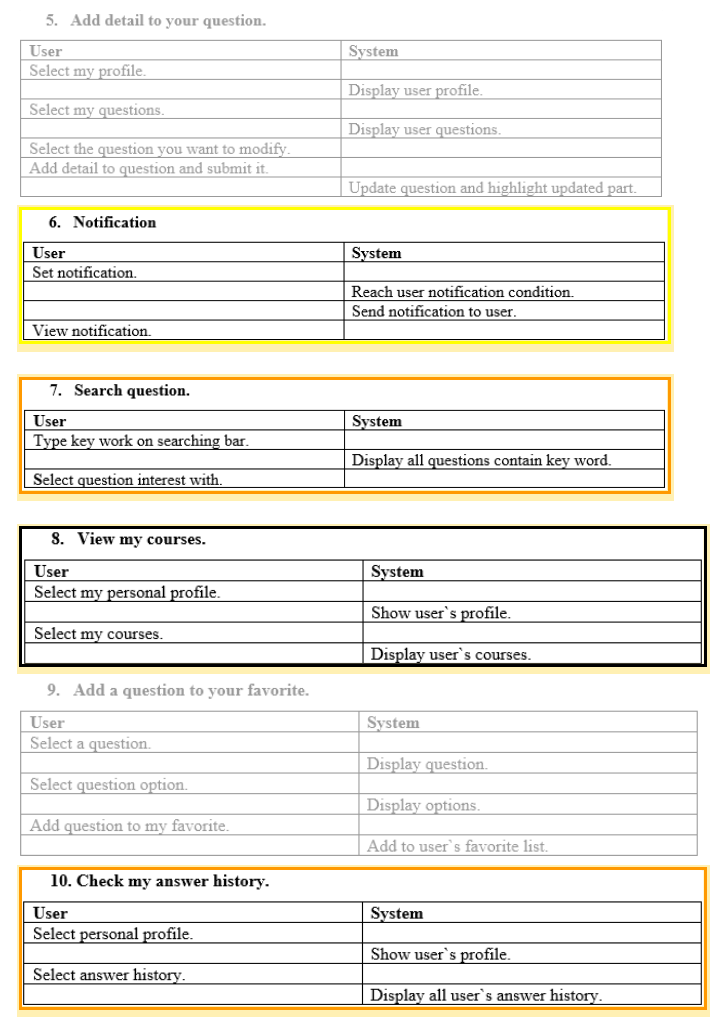 5. Add detail to your question.
User System
Select my profile.
Display user profile.
Select my questions.
Display user questions.
Select the question you want to modify.
Add detail to question and submit it.
Update question and highlight updated part.
6. Notification
User System
Set notification.
Reach user notification condition.
Send notification to user.
View notification.
7. Search question.
User System
Type key work on searching bar.
Display all questions contain key word.
Select question interest with.
8. View my courses.
User System
Select my personal profile.
Show user`s profile.
Select my courses.
Display user`s courses.
9. Add a question to your favorite.
User System
Select a question.
Display question.
Select question option.
Display options.
Add question to my favorite.
Add to user`s favorite list.
10. Check my answer history.
User System
Select personal profile.
Show user`s profile.
Select answer history.
Display all user`s answer history.